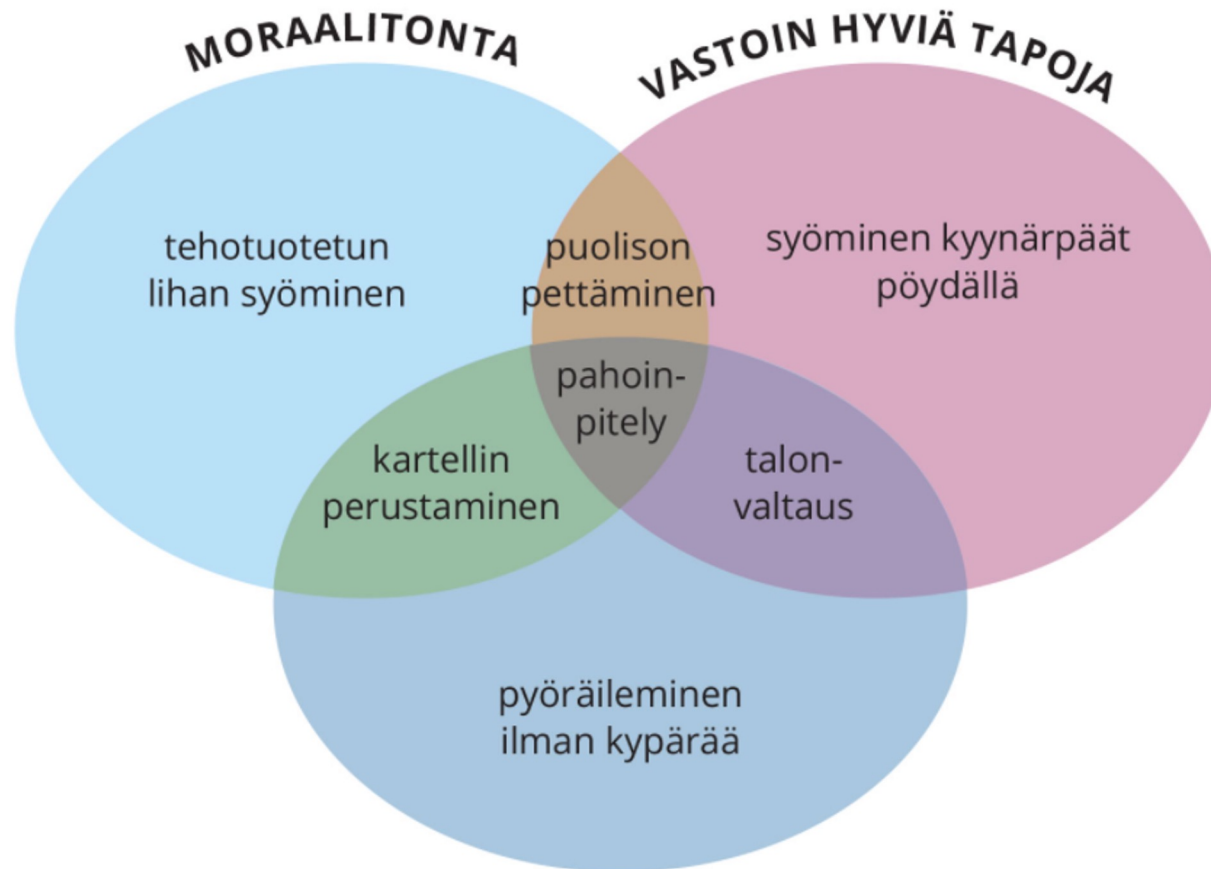 MORAALITONTA
VASTOIN HYVIÄ TAPOJA
tehotuotetun
lihan syöminen
puolison
pettäminen
syöminen kyynärpäät
pöydällä
pahoin-
pitely
kartellin
perustaminen
talon-
valtaus
pyöräileminen
ilman kypärää